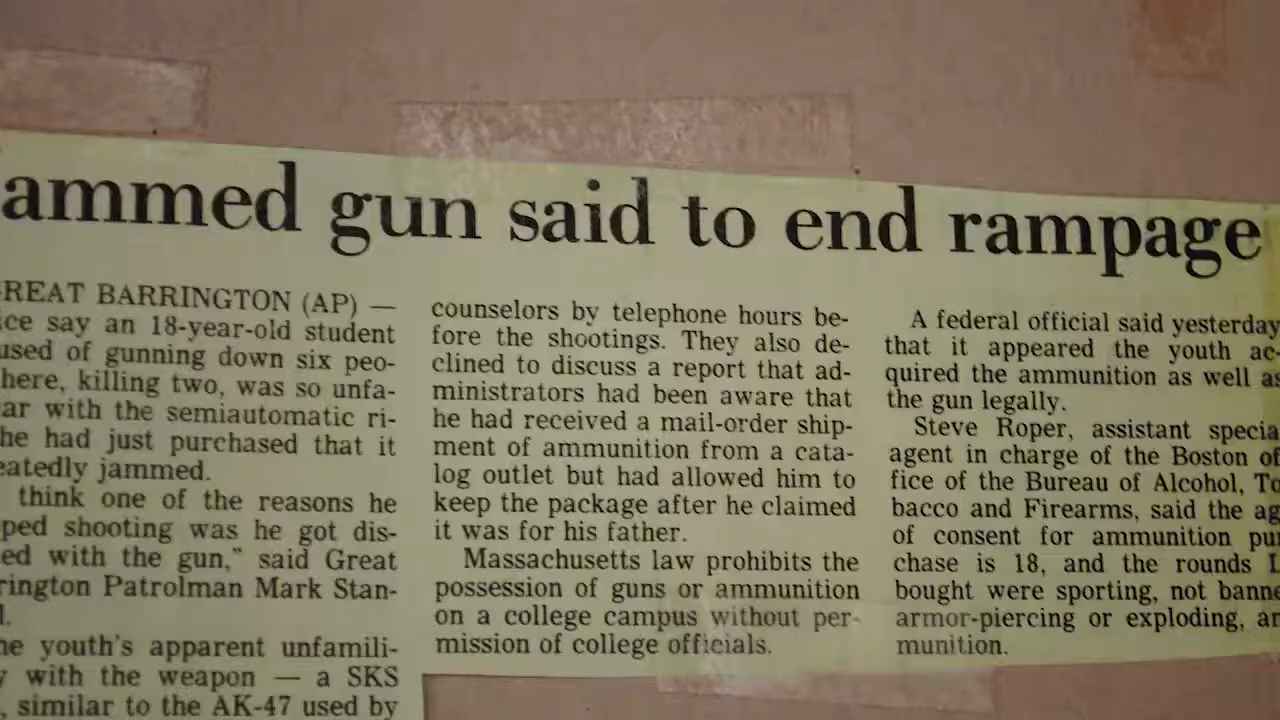 ammed gun said to end rampage
REAT BARRINGTON (AP) —
ice say an 18-year-old student
used of gunning down six peo-
here, killing two, was so unfa-
ar with the semiautomatic ri-
he had just purchased that it
eatedly jammed.
think one of the reasons he
ped shooting was he got dis-
ed with the gun," said Great
rington Patrolman Mark Stan-
l.
he youth's apparent unfamili-
y with the weapon — a SKS
, similar to the AK-47 used by
counselors by telephone hours be-
fore the shootings. They also de-
clined to discuss a report that ad-
ministrators had been aware that
he had received a mail-order ship-
ment of ammunition from a cata-
log outlet but had allowed him to
keep the package after he claimed
it was for his father.
Massachusetts law prohibits the
possession of guns or ammunition
on a college campus without per-
mission of college officials.
A federal official said yesterday
that it appeared the youth ac-
quired the ammunition as well as
the gun legally.
Steve Roper, assistant specia
agent in charge of the Boston of
fice of the Bureau of Alcohol, To
bacco and Firearms, said the ag
of consent for ammunition pur
chase is 18, and the rounds L
bought were sporting, not banne
armor-piercing or exploding, am
munition.